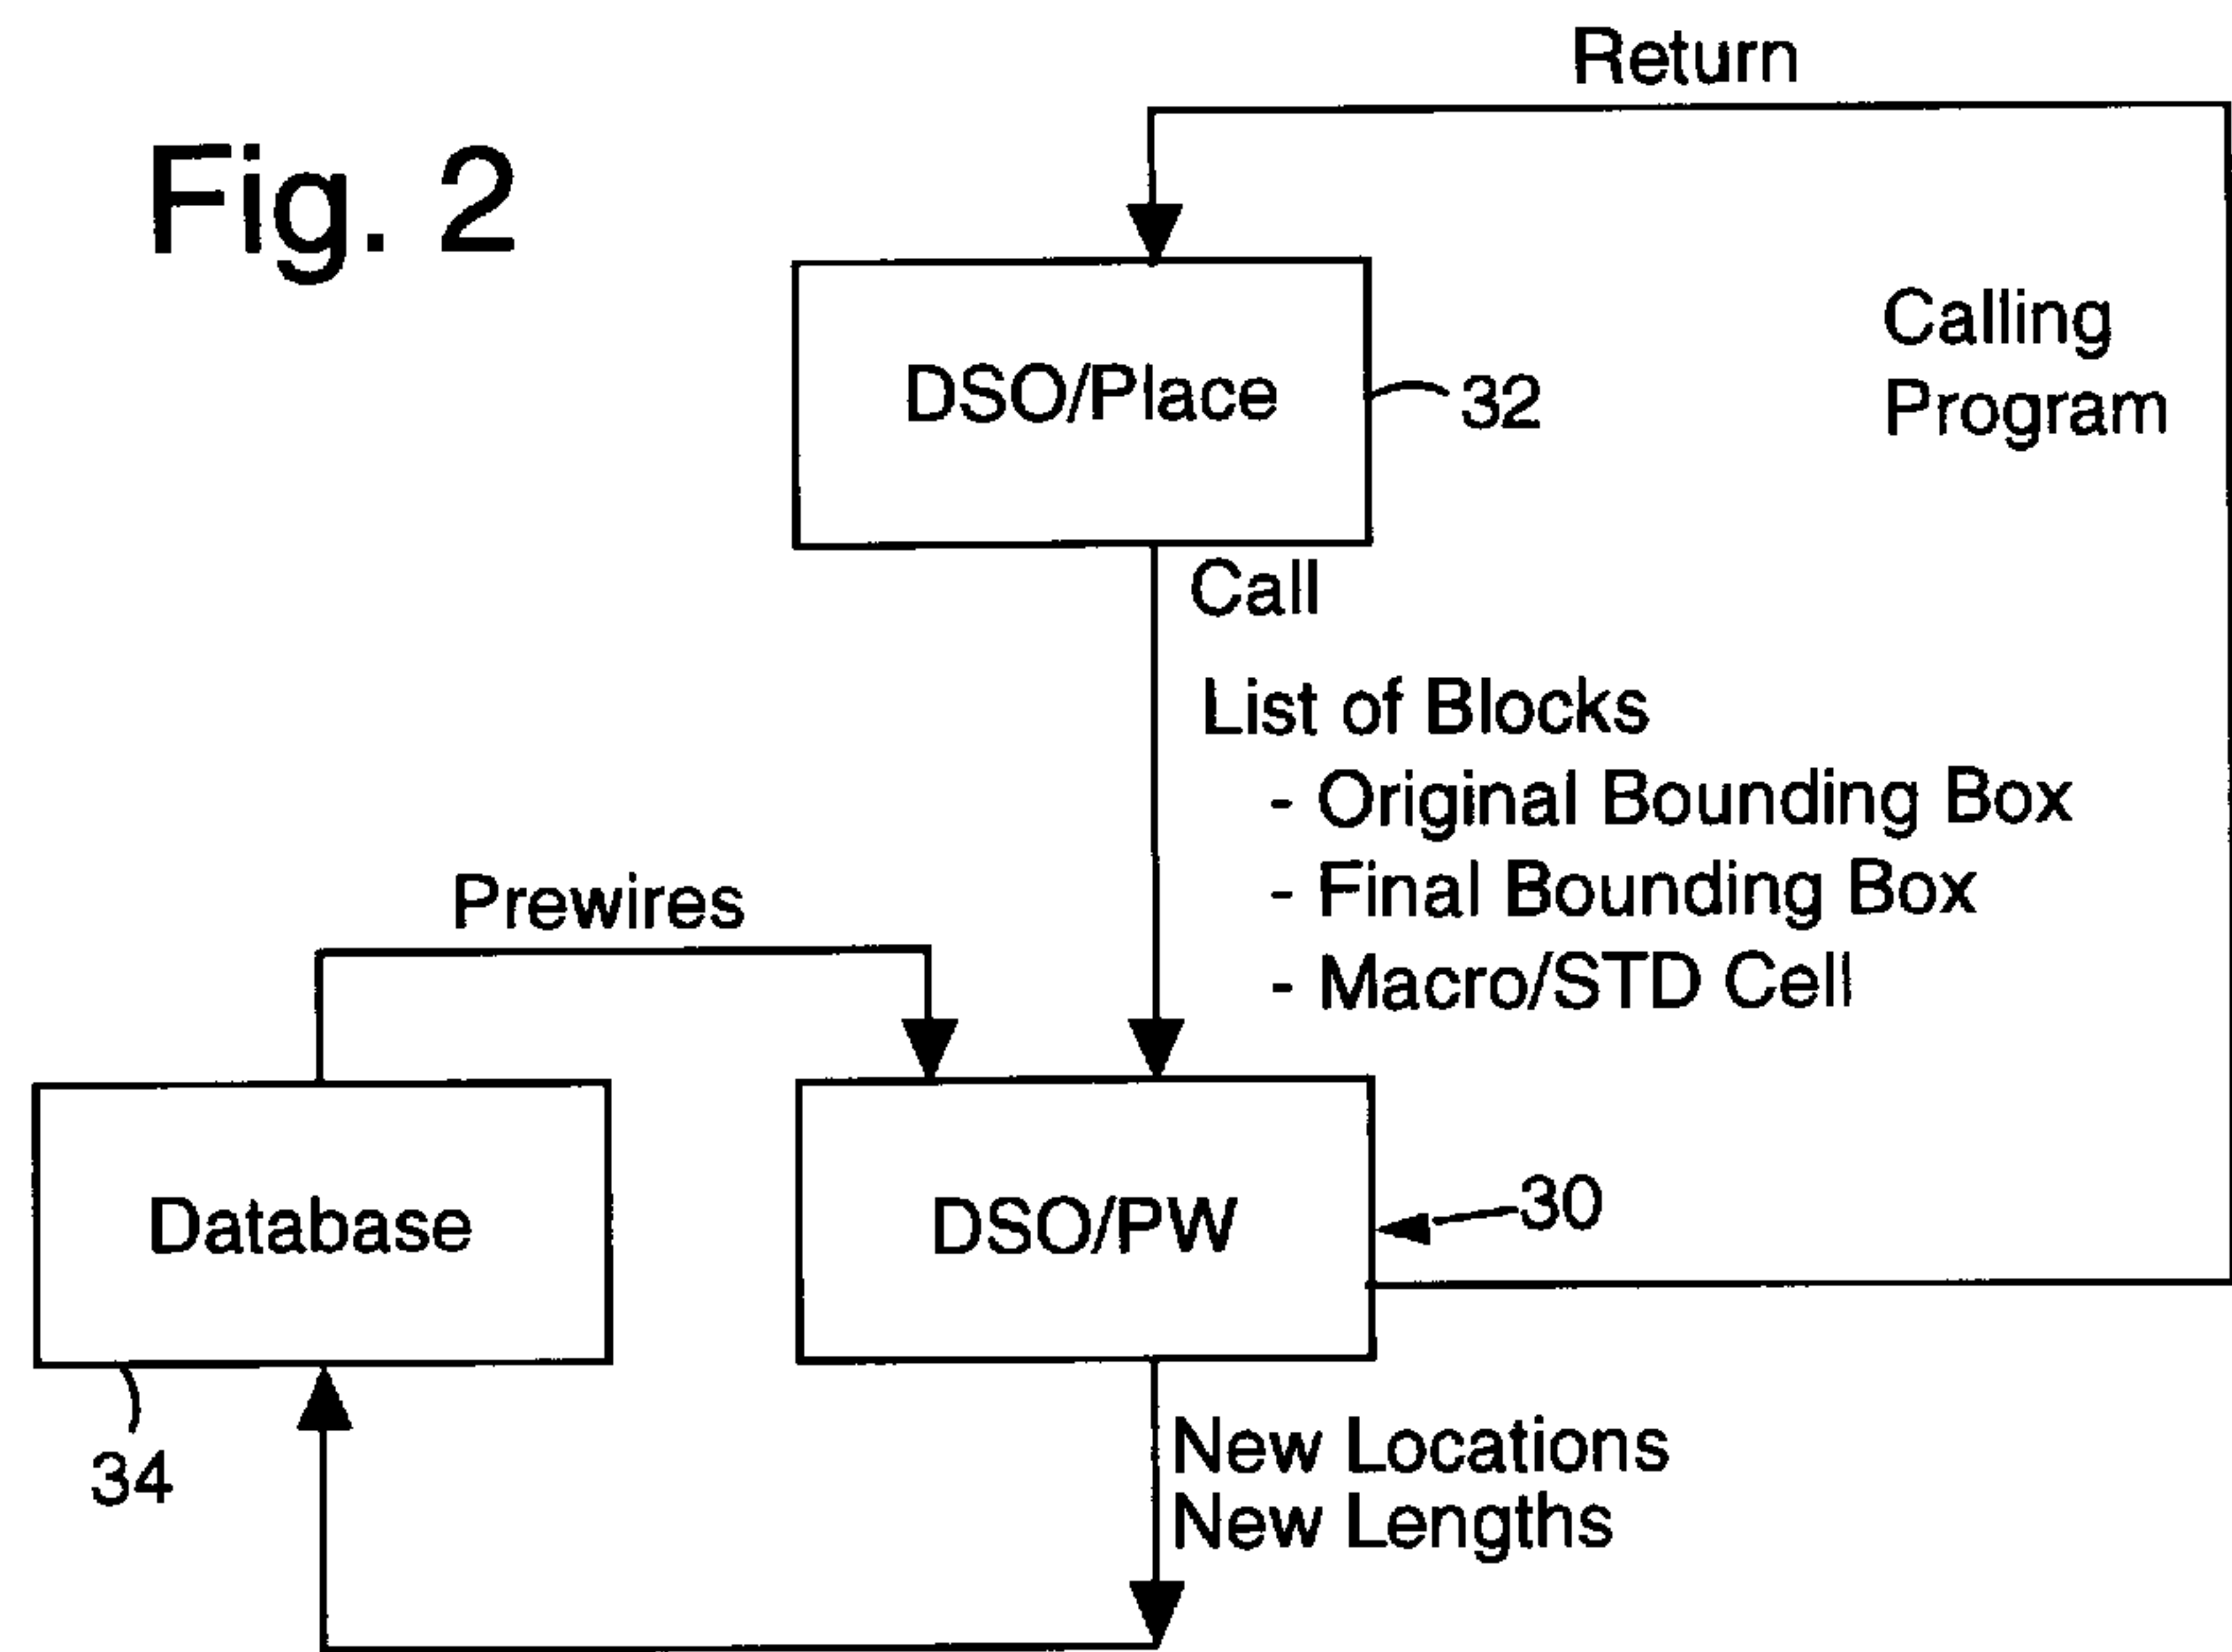 Fig. 2
Return
DSO/Place
32
Calling
Program
Call
List of Blocks
- Original Bounding Box
- Final Bounding Box
- Macro/STD Cell
Prewires
Database
DSO/PW
30
34
New Locations
New Lengths